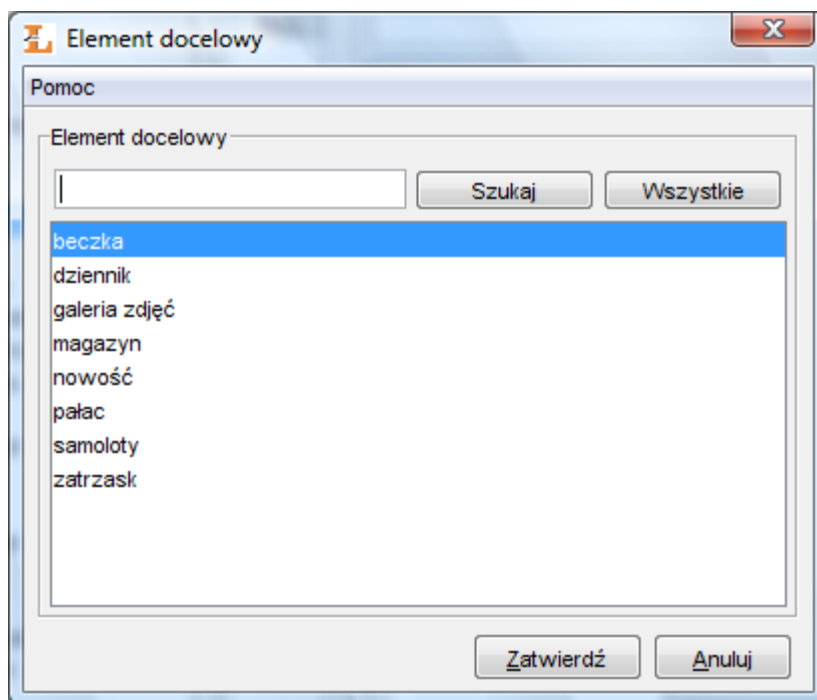 Element docelowy
Pomoc
Element docelowy
Szukaj Wszystkie
beczka
dziennik
galeria zdjęć
magazyn
nowość
pałac
samoloty
zatrzask
Zatwierdź Anuluj